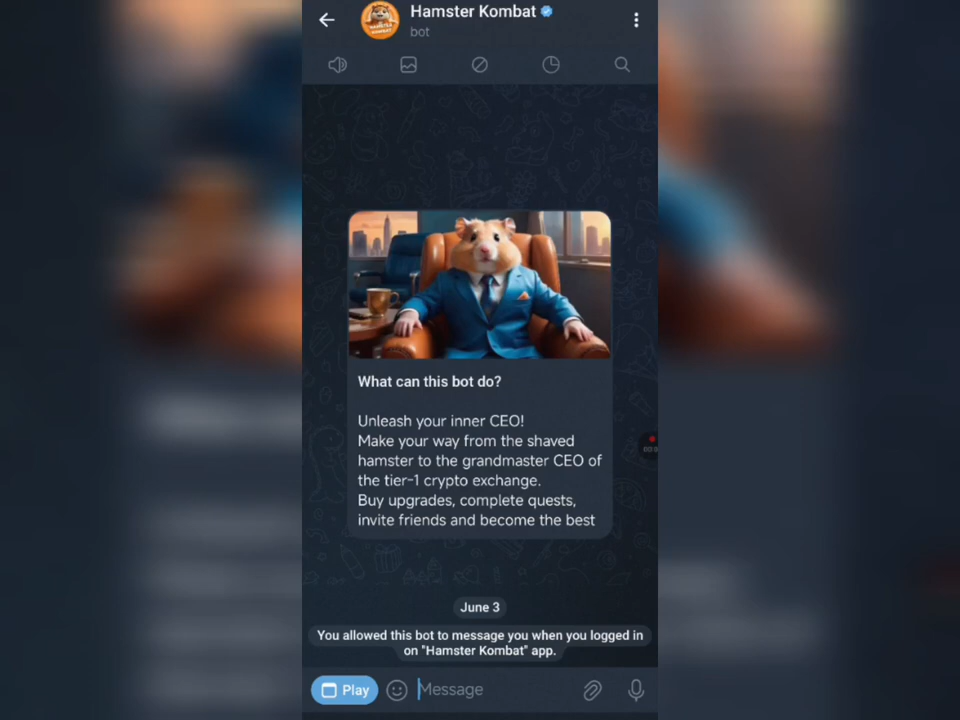 Hamster Kombat
bot
HAMSTER
KOMBAT
What can this bot do?
Unleash your inner CEO!
Make your way from the shaved
hamster to the grandmaster CEO of
the tier-1 crypto exchange.
Buy upgrades, complete quests,
invite friends and become the best
June 3
You allowed this bot to message you when you logged in
on "Hamster Kombat" app.
Play
Message